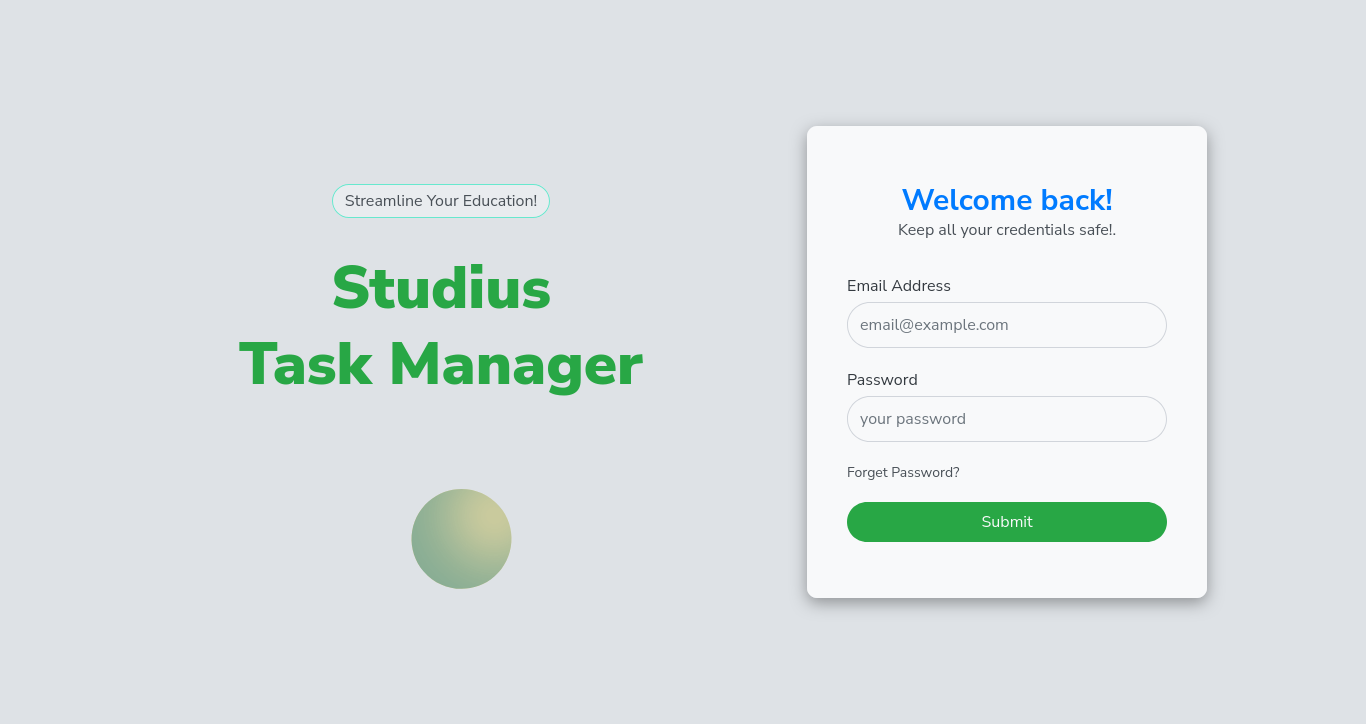 Streamline Your Education!
Studius
Task Manager
Welcome back!
Keep all your credentials safe!.
Email Address
email@example.com
Password
your password
Forget Password?
Submit